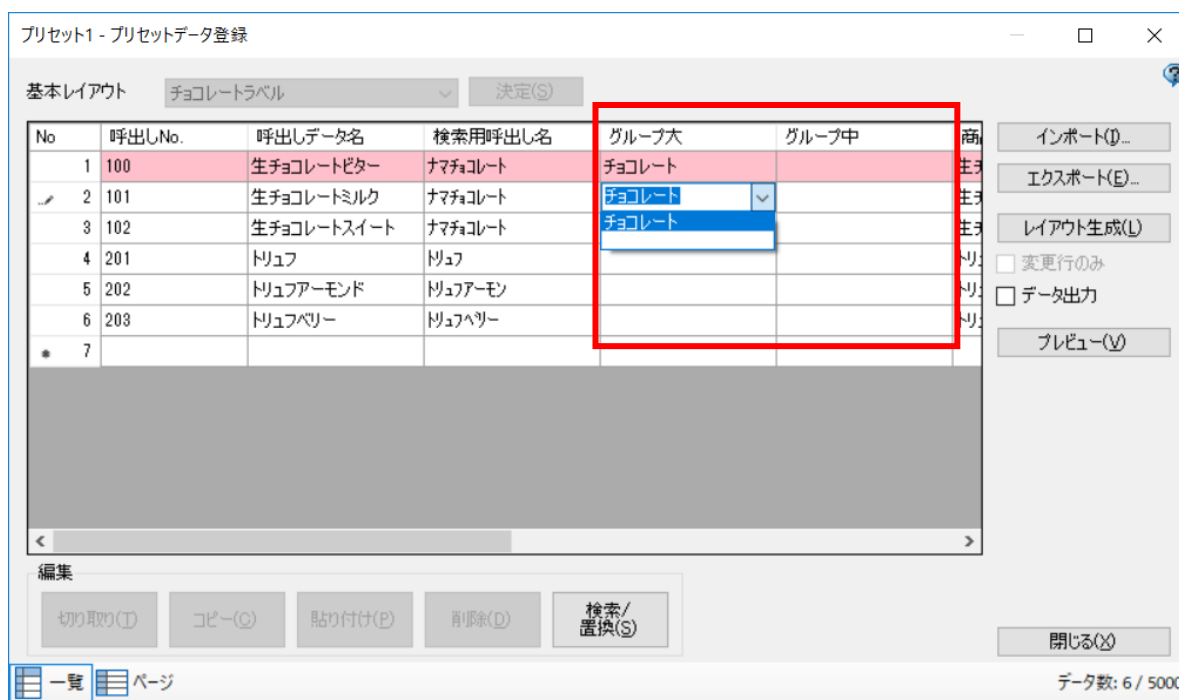 プリセット1 - プリセットデータ登録
基本レイアウト チョコレートラベル 決定(S)
No 呼出しNo. 呼出しデータ名 検索用呼出し名 グループ大 グループ中
1 100 生チョコレートビター ﾅﾏﾁｮｺﾚｰﾄ チョコレート
2 101 生チョコレートミルク ﾅﾏﾁｮｺﾚｰﾄ チョコレート
チョコレート
3 102 生チョコレートスイート ﾅﾏﾁｮｺﾚｰﾄ
4 201 トリュフ ﾄﾘｭﾌ
5 202 トリュフアーモンド ﾄﾘｭﾌｱｰﾓﾝ
6 203 トリュフベリー ﾄﾘｭﾌﾍﾞﾘｰ
7
インポート(I)...
エクスポート(E)...
レイアウト生成(L)
変更行のみ
データ出力
プレビュー(V)
編集
切り取り(T) コピー(C) 貼り付け(P) 削除(D) 検索/
置換(S)
閉じる(X)
一覧 ページ データ数: 6 / 5000